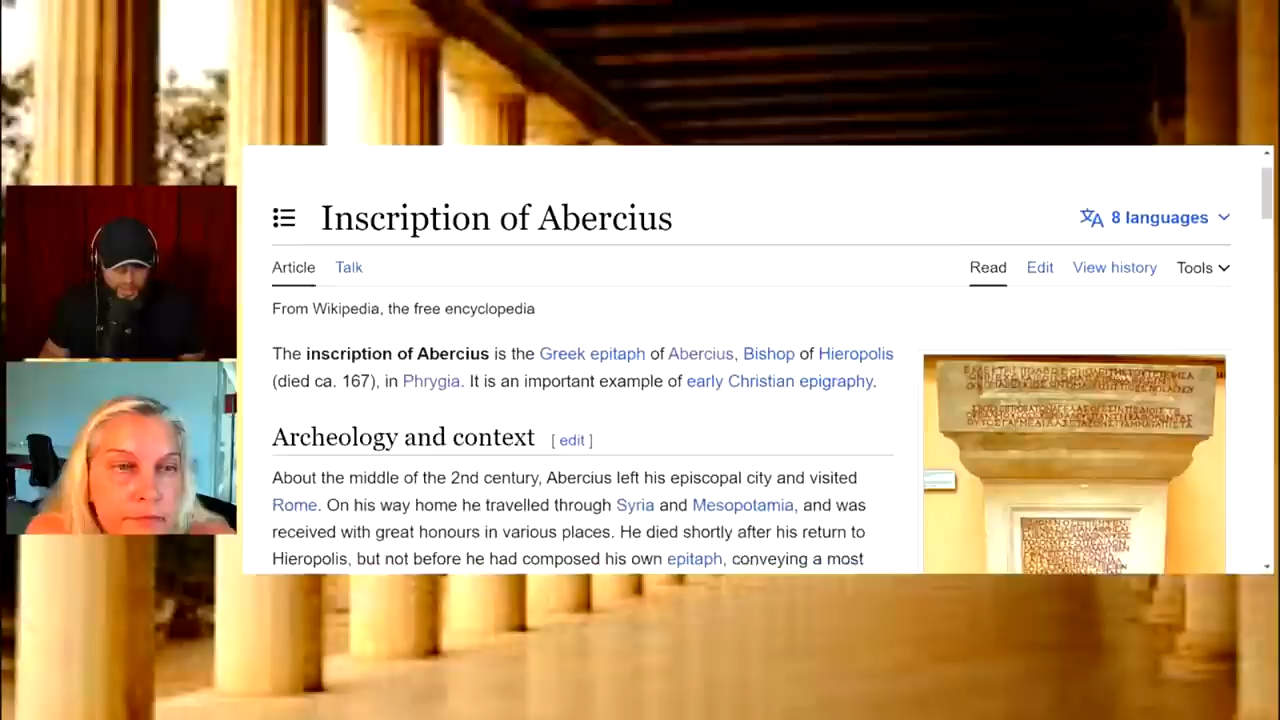 Inscription of Abercius
8 languages
Article Talk Read Edit View history Tools
From Wikipedia, the free encyclopedia
The inscription of Abercius is the Greek epitaph of Abercius, Bishop of Hieropolis
(died ca. 167), in Phrygia. It is an important example of early Christian epigraphy.
Archeology and context [ edit ]
About the middle of the 2nd century, Abercius left his episcopal city and visited
Rome. On his way home he travelled through Syria and Mesopotamia, and was
received with great honours in various places. He died shortly after his return to
Hieropolis, but not before he had composed his own epitaph, conveying a most